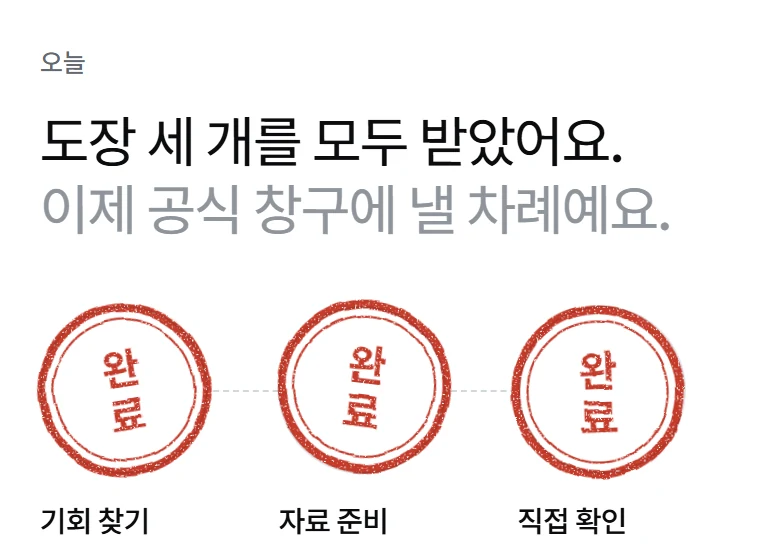 오늘
도장 세 개를 모두 받았어요.
이제 공식 창구에 낼 차례예요.
완료
완료
완료
기회 찾기
자료 준비
직접 확인